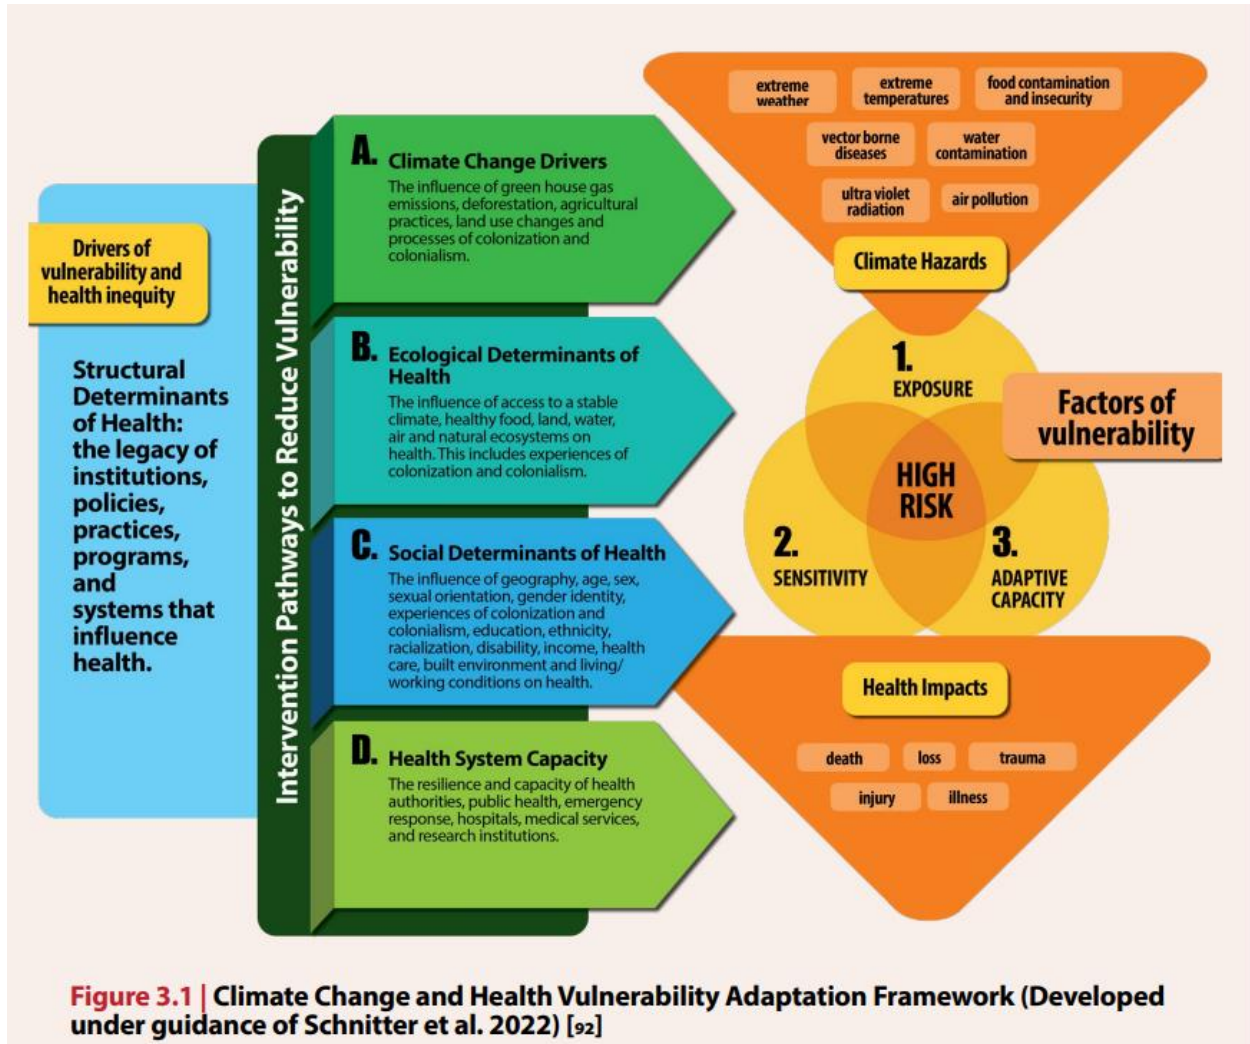 Drivers of
vulnerability and
health inequity
Structural
Determinants
of Health:
the legacy of
institutions,
policies,
practices,
programs,
and
systems that
influence
health.
Intervention Pathways to Reduce Vulnerability
A. Climate Change Drivers
The influence of green house gas
emissions, deforestation, agricultural
practices, land use changes and
processes of colonization and
colonialism.
B. Ecological Determinants of
Health
The influence of access to a stable
climate, healthy food, land, water,
air and natural ecosystems on
health. This includes experiences of
colonization and colonialism.
C. Social Determinants of Health
The influence of geography, age, sex,
sexual orientation, gender identity,
experiences of colonization and
colonialism, education, ethnicity,
racialization, disability, income, health
care, built environment and living/
working conditions on health.
D. Health System Capacity
The resilience and capacity of health
authorities, public health, emergency
response, hospitals, medical services,
and research institutions.
extreme
weather
extreme
temperatures
food contamination
and insecurity
vector borne
diseases
water
contamination
ultra violet
radiation
air pollution
Climate Hazards
1.
EXPOSURE
Factors of
vulnerability
HIGH
RISK
2.
SENSITIVITY
3.
ADAPTIVE
CAPACITY
Health Impacts
death
loss
trauma
injury
illness
Figure 3.1 | Climate Change and Health Vulnerability Adaptation Framework (Developed
under guidance of Schnitter et al. 2022) [92]